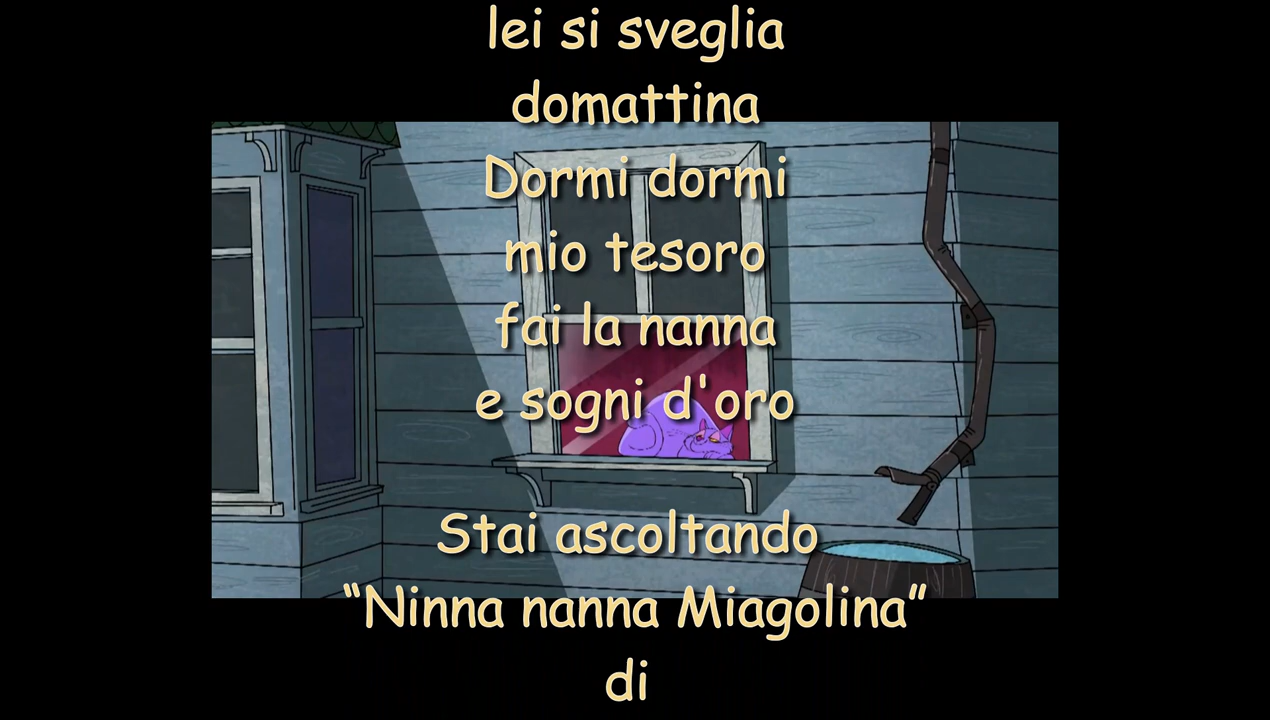 lei si sveglia
domattina
Dormi dormi
mio tesoro
fai la nanna
e sogni d'oro
Stai ascoltando
“Ninna nanna Miagolina”
di